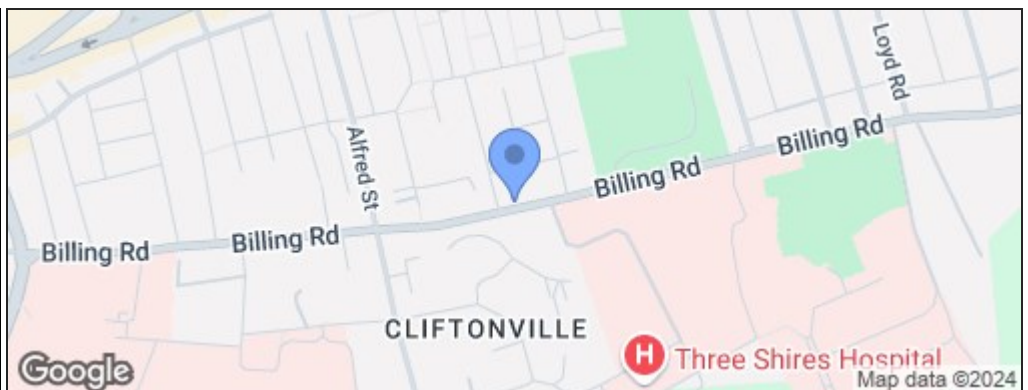 Loyd Rd
Alfred St
Billing Rd
Billing Rd
Billing Rd
Billing Rd
CLIFTONVILLE
H
Three Shires Hospital
Google
Map data ©2024